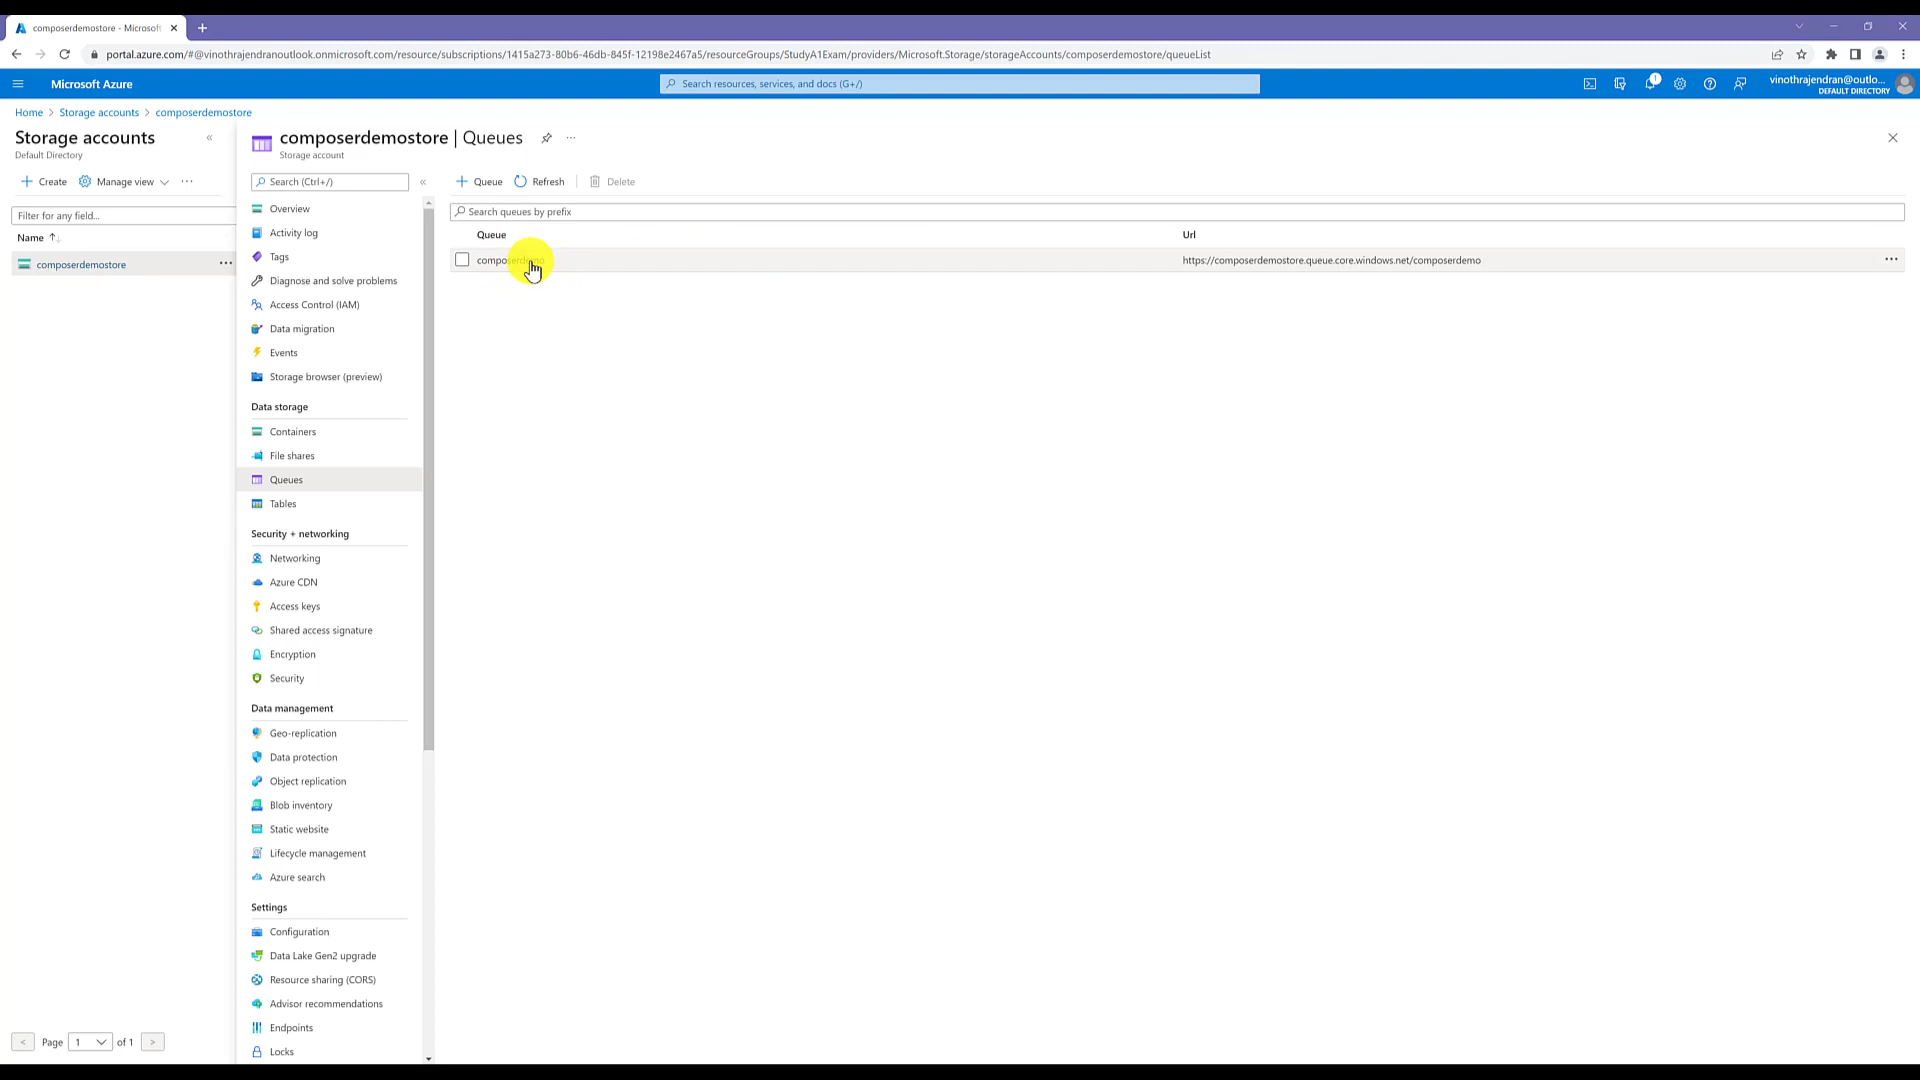 composerdemostore - Microsoft
portal.azure.com/#@vinothrajendranoutlook.onmicrosoft.com/resource/subscriptions/1415a273-80b6-46db-845f-12198e2467a5/resourceGroups/StudyA1Exam/providers/Microsoft.Storage/storageAccounts/composerdemostore/queueList
Microsoft Azure
Search resources, services, and docs (G+/)
1
vinothrajendran@outlo...
DEFAULT DIRECTORY
Home > Storage accounts > composerdemostore
Storage accounts
Default Directory
Create
Manage view
Filter for any field...
Name
composerdemostore
Page 1 of 1
composerdemostore | Queues
Storage account
Search (Ctrl+/)
Overview
Activity log
Tags
Diagnose and solve problems
Access Control (IAM)
Data migration
Events
Storage browser (preview)
Data storage
Containers
File shares
Queues
Tables
Security + networking
Networking
Azure CDN
Access keys
Shared access signature
Encryption
Security
Data management
Geo-replication
Data protection
Object replication
Blob inventory
Static website
Lifecycle management
Azure search
Settings
Configuration
Data Lake Gen2 upgrade
Resource sharing (CORS)
Advisor recommendations
Endpoints
Locks
Queue
Refresh
Delete
Search queues by prefix
Queue Url
composerdemo https://composerdemostore.queue.core.windows.net/composerdemo